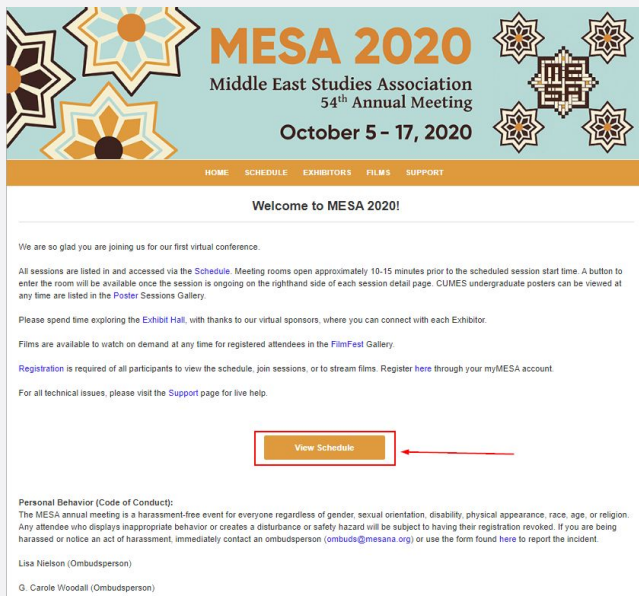 MESA 2020
Middle East Studies Association
54th Annual Meeting
October 5 - 17, 2020
MESA
HOME SCHEDULE EXHIBITORS FILMS SUPPORT
Welcome to MESA 2020!
We are so glad you are joining us for our first virtual conference.
All sessions are listed in and accessed via the Schedule. Meeting rooms open approximately 10-15 minutes prior to the scheduled session start time. A button to
enter the room will be available once the session is ongoing on the righthand side of each session detail page. CUMES undergraduate posters can be viewed at
any time are listed in the Poster Sessions Gallery.
Please spend time exploring the Exhibit Hall, with thanks to our virtual sponsors, where you can connect with each Exhibitor.
Films are available to watch on demand at any time for registered attendees in the FilmFest Gallery.
Registration is required of all participants to view the schedule, join sessions, or to stream films. Register here through your myMESA account.
For all technical issues, please visit the Support page for live help.
View Schedule
Personal Behavior (Code of Conduct):
The MESA annual meeting is a harassment-free event for everyone regardless of gender, sexual orientation, disability, physical appearance, race, age, or religion.
Any attendee who displays inappropriate behavior or creates a disturbance or safety hazard will be subject to having their registration revoked. If you are being
harassed or notice an act of harassment, immediately contact an ombudsperson (ombuds@mesana.org) or use the form found here to report the incident.
Lisa Nielson (Ombudsperson)
G. Carole Woodall (Ombudsperson)